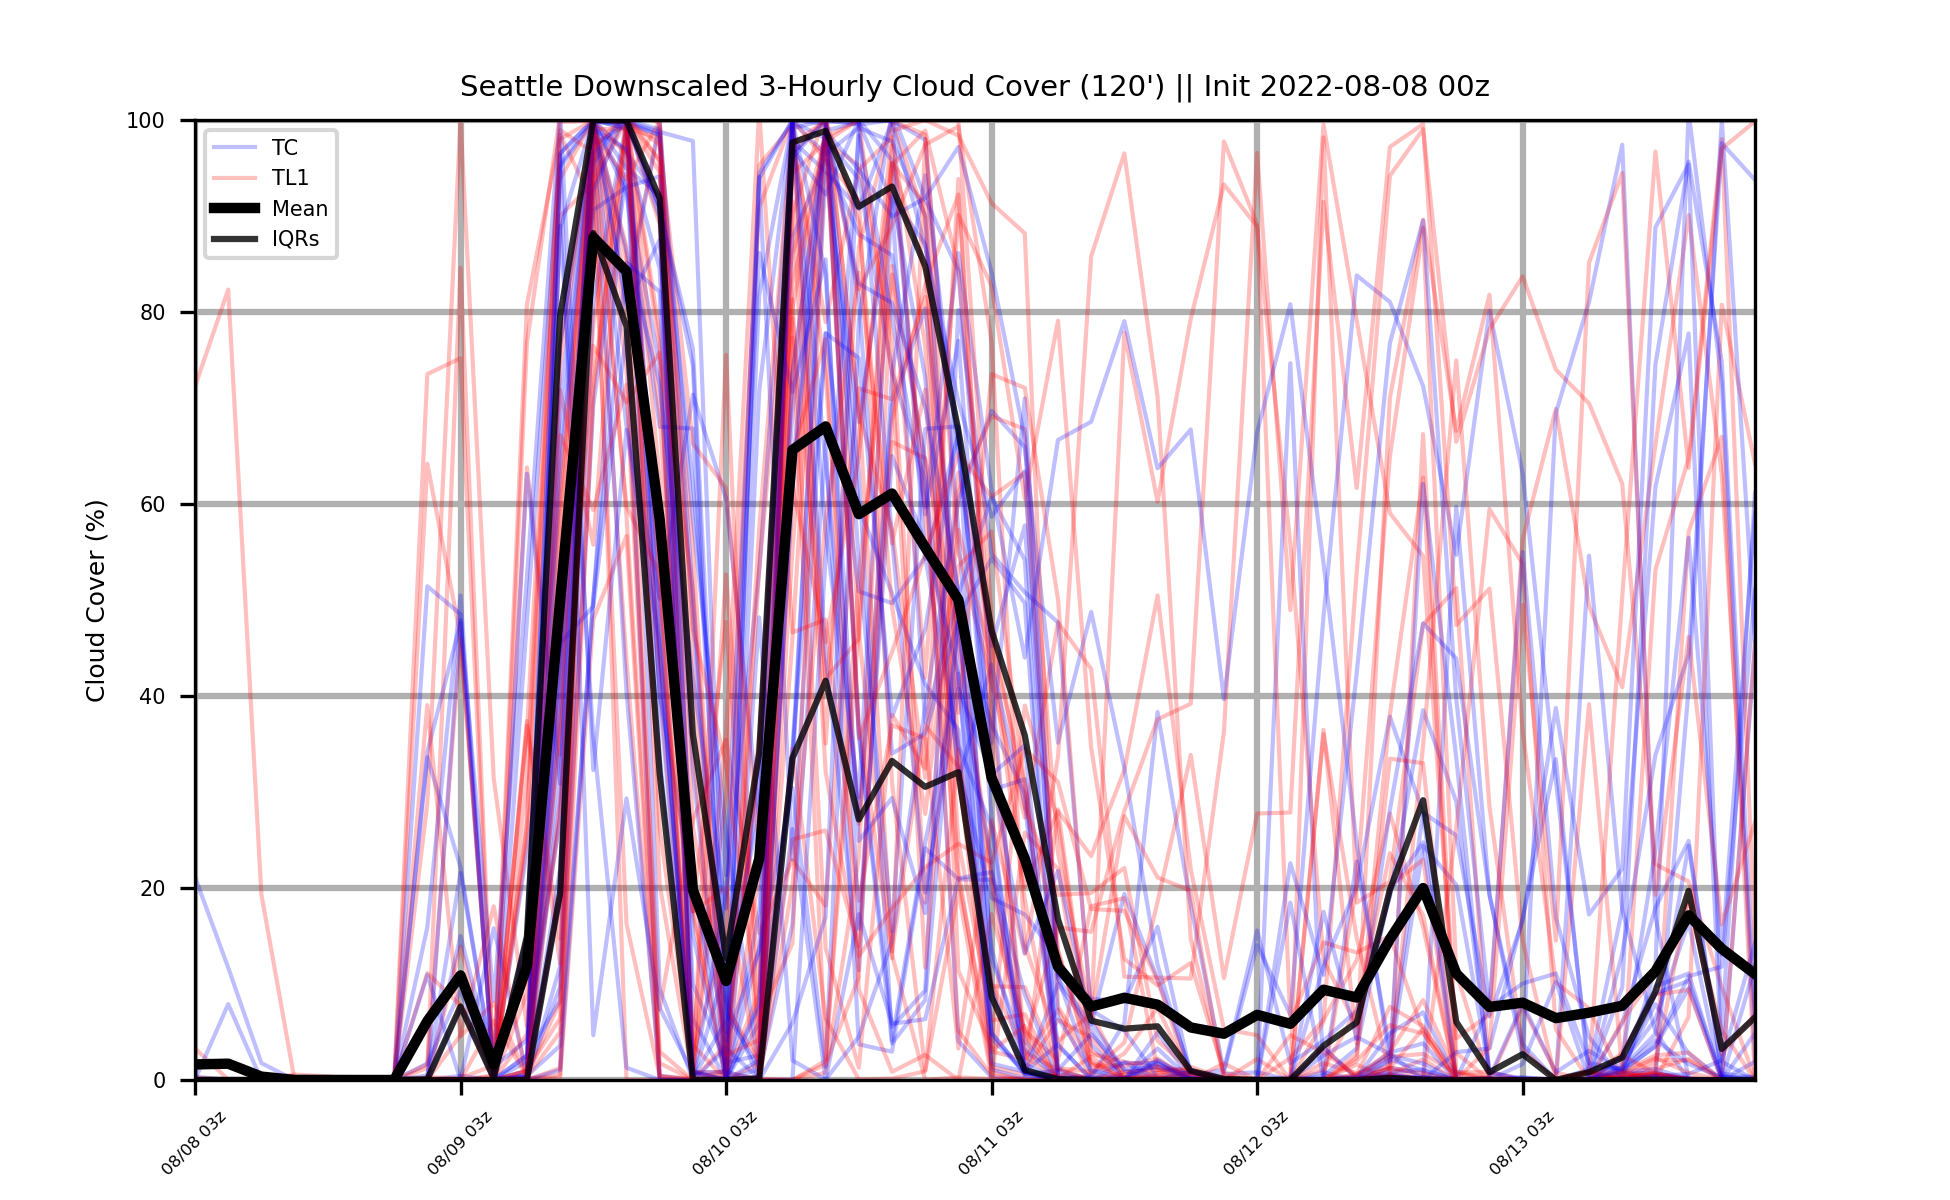 Seattle Downscaled 3-Hourly Cloud Cover (120') || Init 2022-08-08 00z
100
80
60
40
20
0
Cloud Cover (%)
TC
TL1
Mean
IQRs
08/08 03z
08/09 03z
08/10 03z
08/11 03z
08/12 03z
08/13 03z